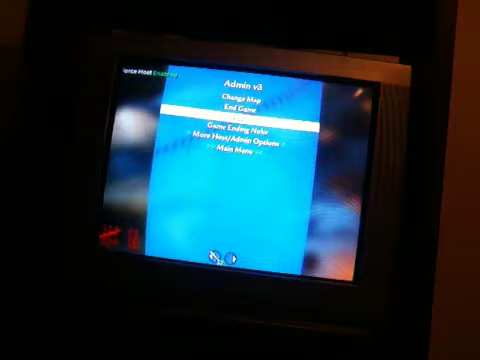 Force Host Enabled
Admin v3
Change Map
End Game
Game Ending Nuke
> More Host/Admin Options <
>> Main Menu <<